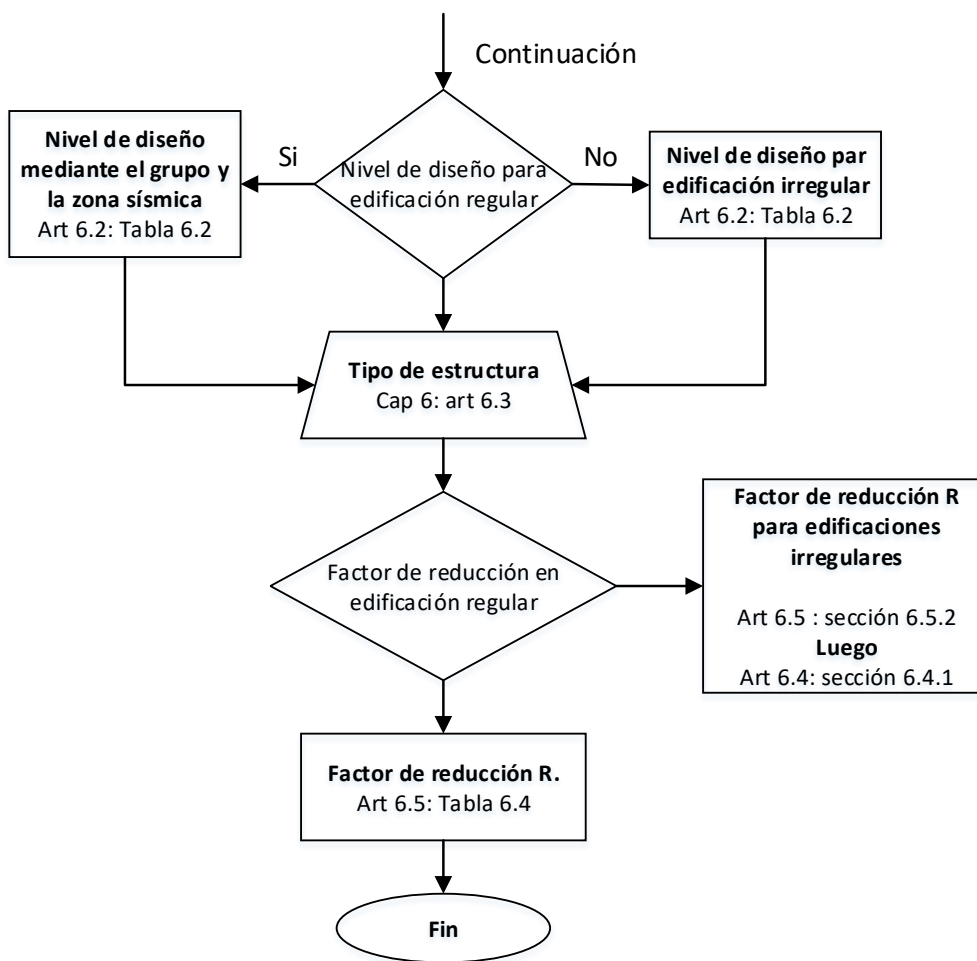 Continuación
Nivel de diseño
mediante el grupo y
la zona sísmica
Art 6.2: Tabla 6.2
Si
Nivel de diseño para
edificación regular
No
Nivel de diseño par
edificación irregular
Art 6.2: Tabla 6.2
Tipo de estructura
Cap 6: art 6.3
Factor de reducción en
edificación regular
Factor de reducción R
para edificaciones
irregulares
Art 6.5 : sección 6.5.2
Luego
Art 6.4: sección 6.4.1
Factor de reducción R.
Art 6.5: Tabla 6.4
Fin